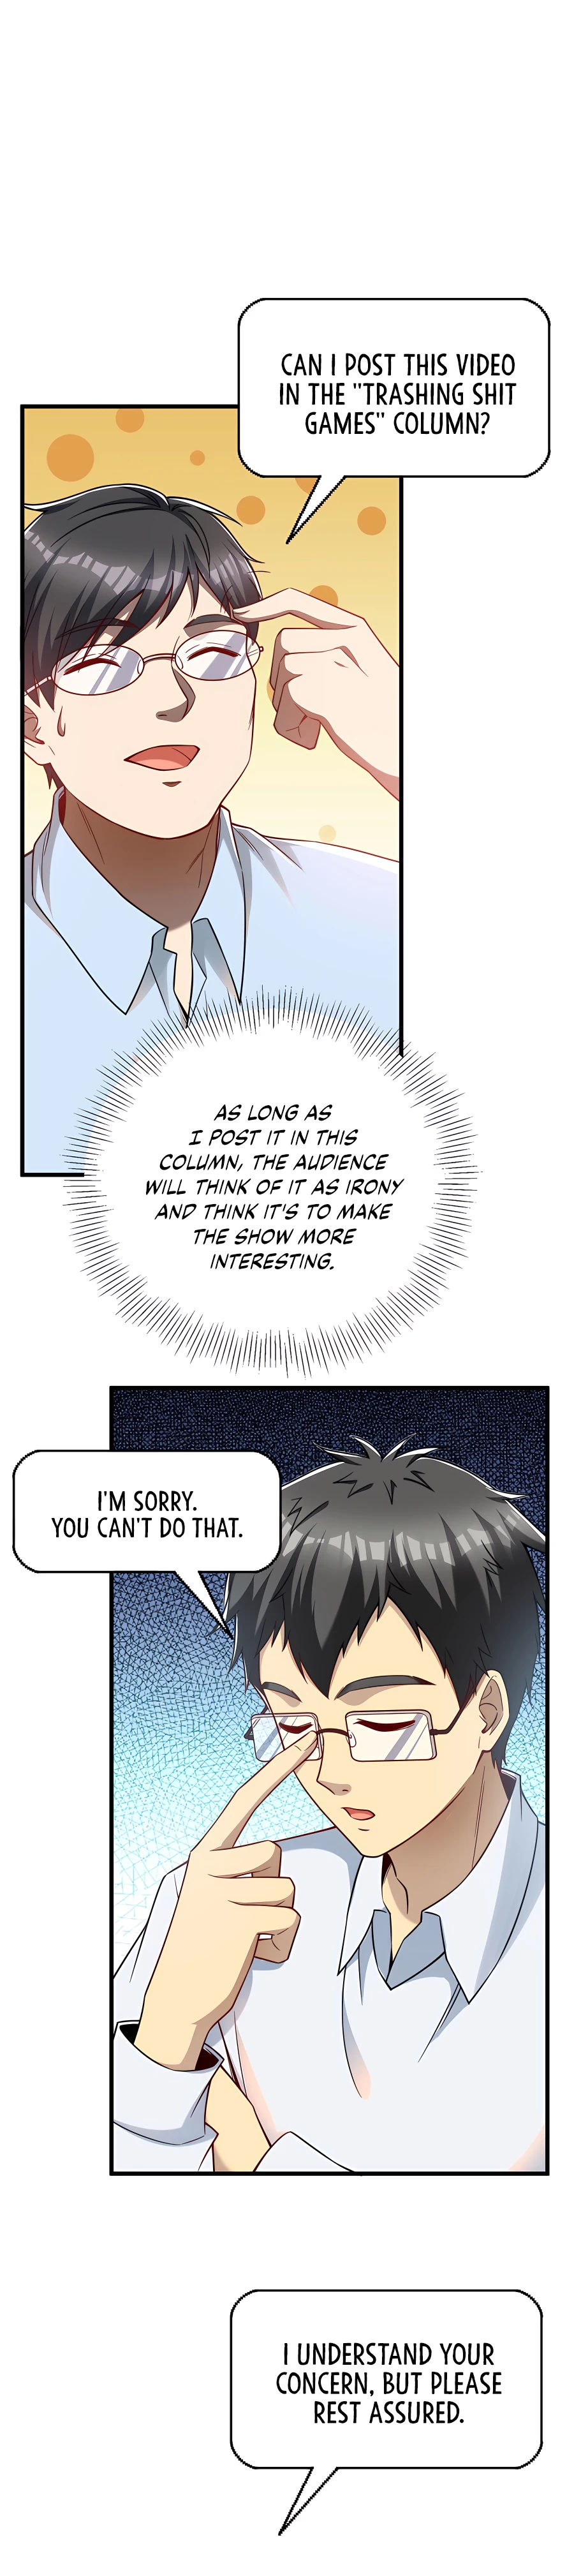 CAN I POST THIS VIDEO
IN THE "TRASHING SHIT
GAMES" COLUMN?
AS LONG AS
I POST IT IN THIS
COLUMN, THE AUDIENCE
WILL THINK OF IT AS IRONY
AND THINK IT'S TO MAKE
THE SHOW MORE
INTERESTING.
I'M SORRY.
YOU CAN'T DO THAT.
I UNDERSTAND YOUR
CONCERN, BUT PLEASE
REST ASSURED.